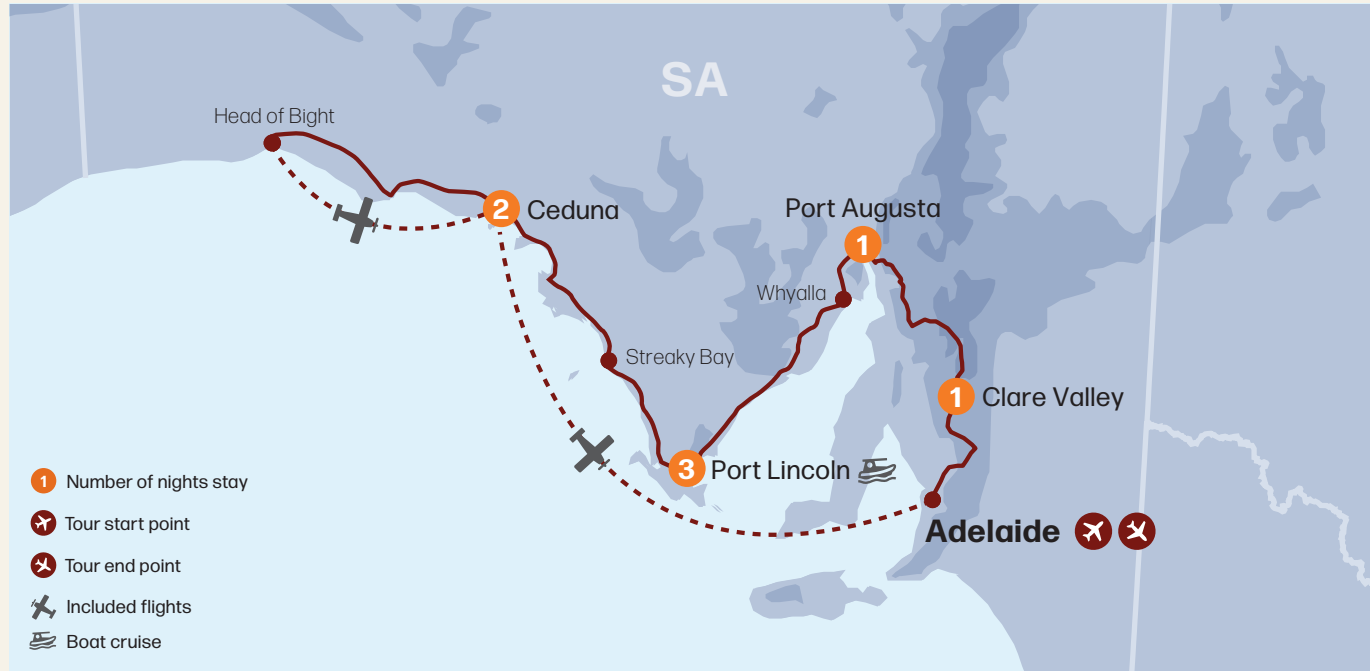 SA
Head of Bight
2 Ceduna
Port Augusta
1
Whyalla
Streaky Bay
1 Clare Valley
3 Port Lincoln
Adelaide
1 Number of nights stay
Tour start point
Tour end point
Included flights
Boat cruise